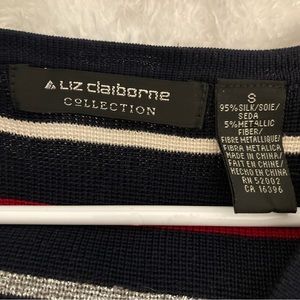 LIZ claiborne
COLLECTION
S
95%SILK/SOIE/
SEDA
5%METALLIC
FIBER/
FIBRE METALLIQUE/
FIBRA METALICA
MADE IN CHINA/
FAIT EN CHINE/
HECHO EN CHINA
RN 52002
CA 16396